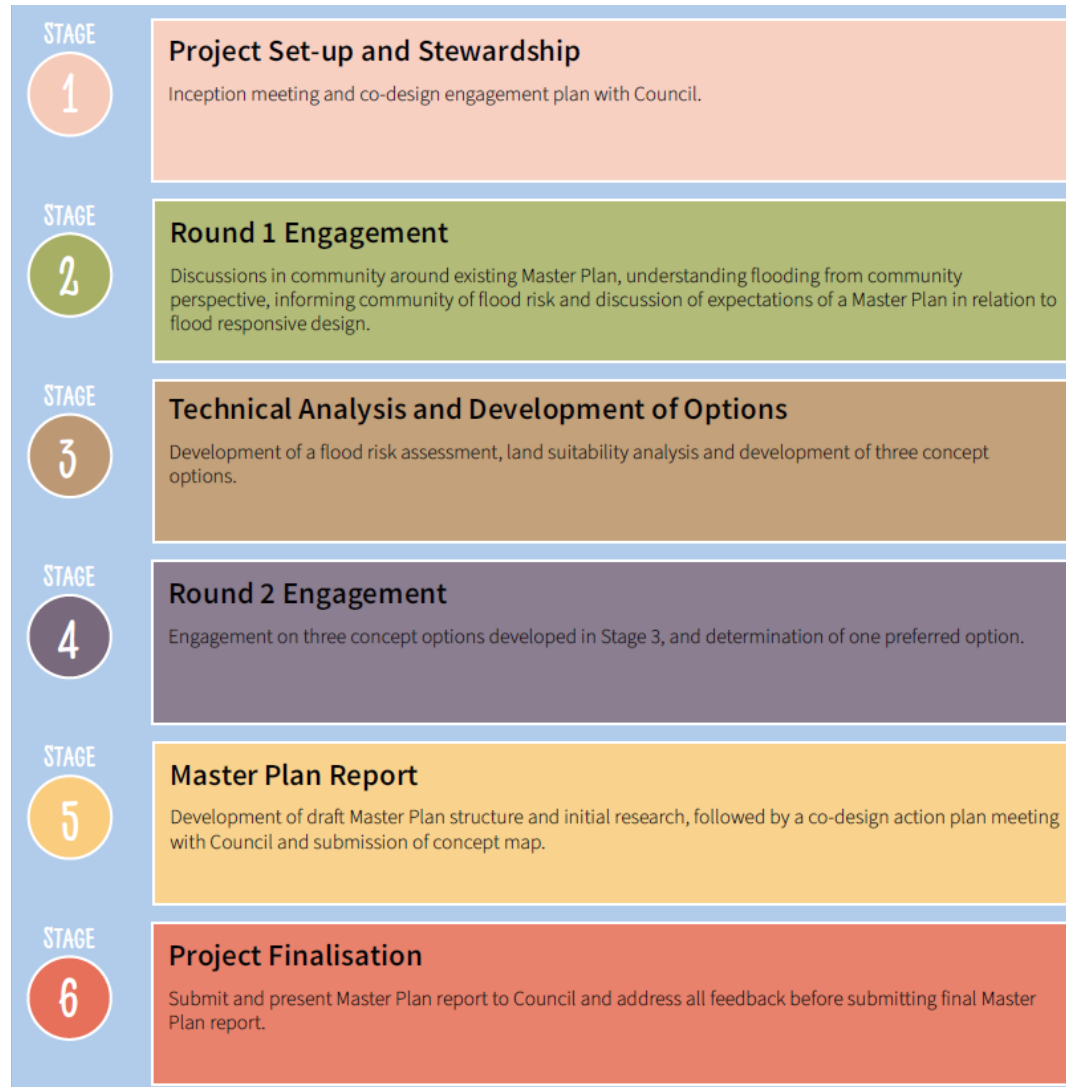 STAGE
1
Project Set-up and Stewardship
Inception meeting and co-design engagement plan with Council.
STAGE
2
Round 1 Engagement
Discussions in community around existing Master Plan, understanding flooding from community
perspective, informing community of flood risk and discussion of expectations of a Master Plan in relation to
flood responsive design.
STAGE
3
Technical Analysis and Development of Options
Development of a flood risk assessment, land suitability analysis and development of three concept
options.
STAGE
4
Round 2 Engagement
Engagement on three concept options developed in Stage 3, and determination of one preferred option.
STAGE
5
Master Plan Report
Development of draft Master Plan structure and initial research, followed by a co-design action plan meeting
with Council and submission of concept map.
STAGE
6
Project Finalisation
Submit and present Master Plan report to Council and address all feedback before submitting final Master
Plan report.